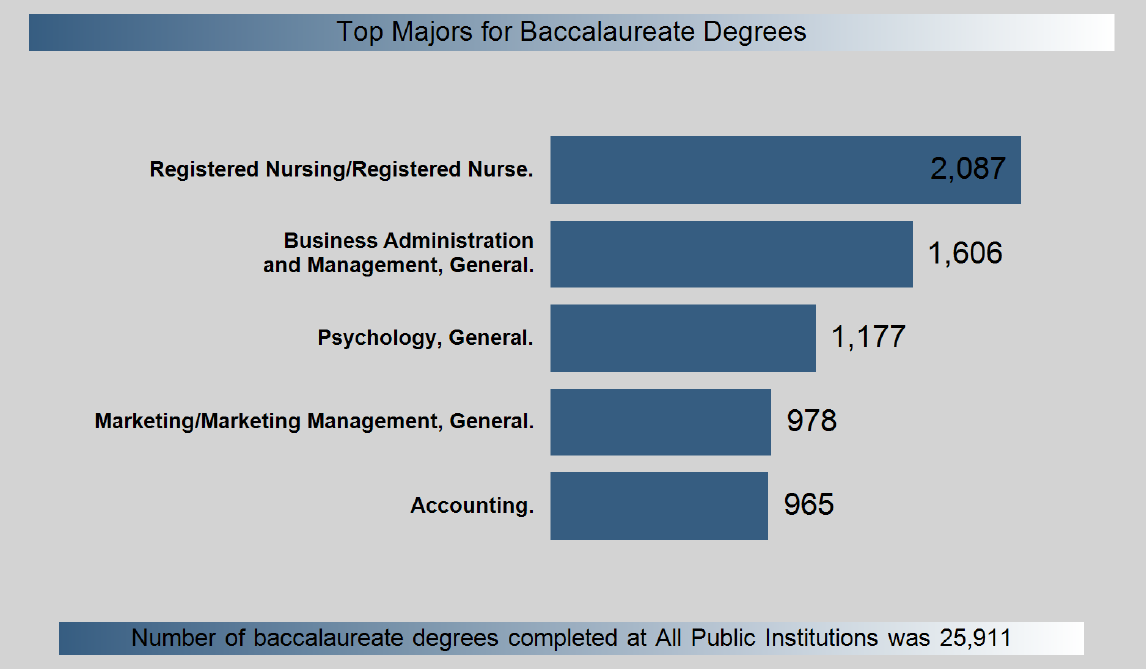 Top Majors for Baccalaureate Degrees
Registered Nursing/Registered Nurse.
2,087
Business Administration
and Management, General.
1,606
Psychology, General.
1,177
Marketing/Marketing Management, General.
978
Accounting.
965
Number of baccalaureate degrees completed at All Public Institutions was 25,911